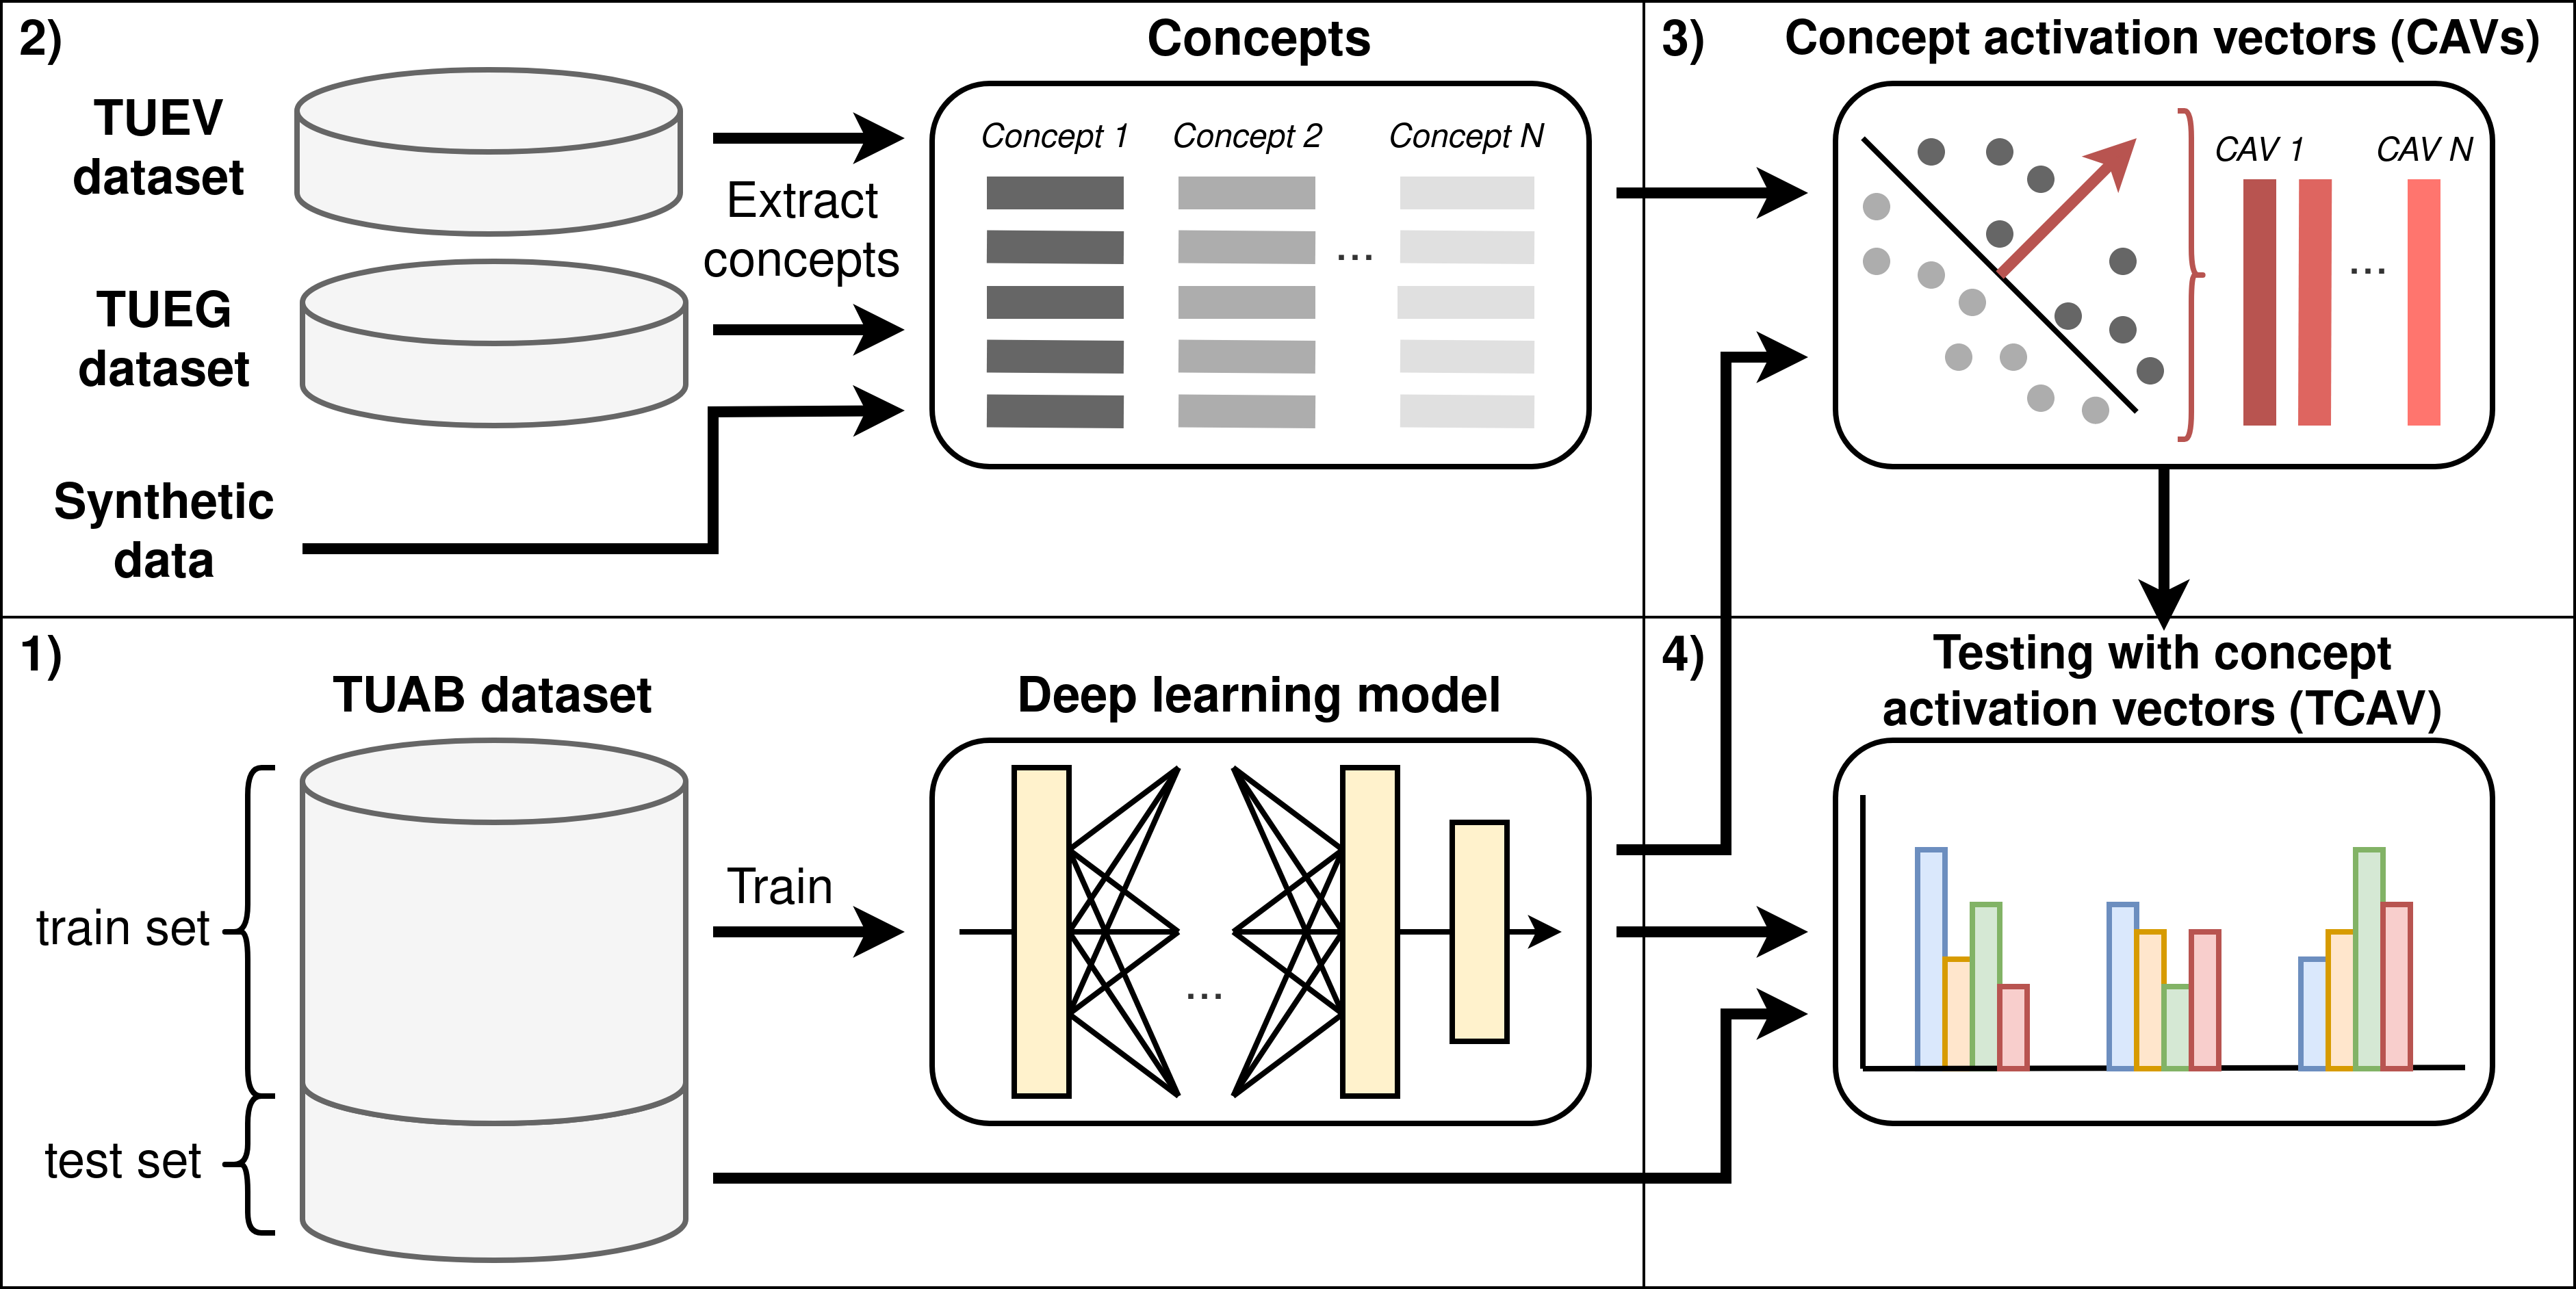 2)
Concepts
TUEV
dataset
Extract
concepts
TUEG
dataset
Synthetic
data
Concept 1
Concept 2
Concept N
...
3)
Concept activation vectors (CAVs)
CAV 1
CAV N
...
1)
TUAB dataset
train set
test set
Train
Deep learning model
...
4)
Testing with concept
activation vectors (TCAV)